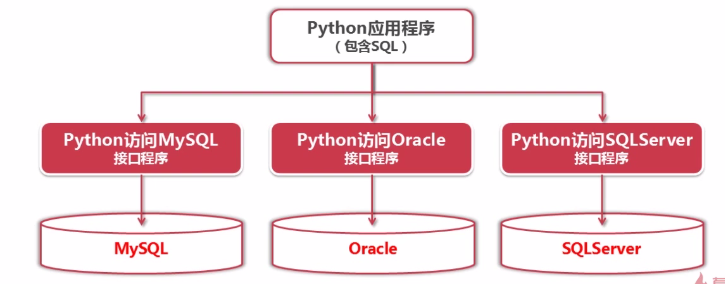 Python应用程序
（包含SQL）
Python访问MySQL
接口程序
Python访问Oracle
接口程序
Python访问SQLServer
接口程序
MySQL
Oracle
SQLServer